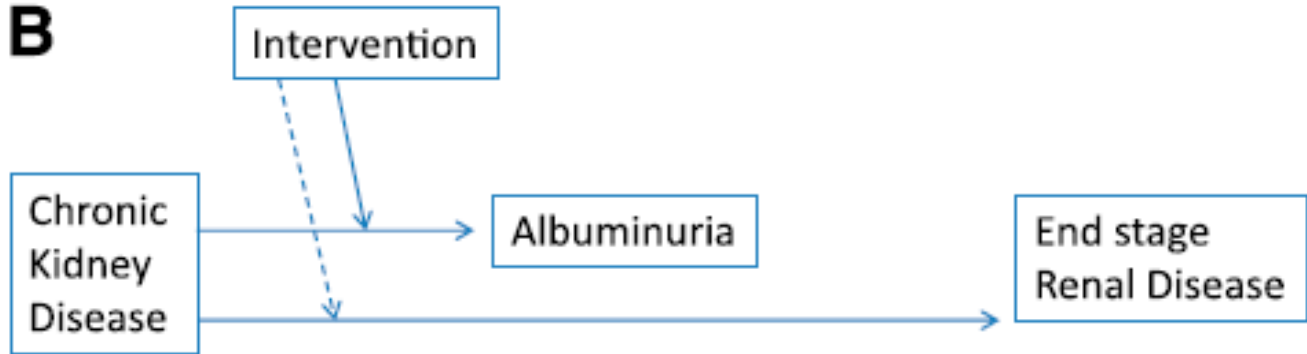 B
Intervention
Chronic
Kidney
Disease
Albuminuria
End stage
Renal Disease